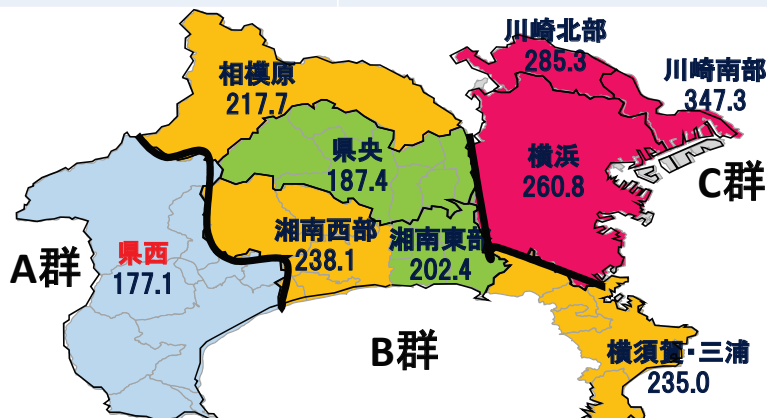 川崎北部
285.3
川崎南部
347.3
相模原
217.7
県央
187.4
横浜
260.8
C群
湘南西部
238.1
湘南東部
202.4
県西
177.1
A群
B群
横須賀・三浦
235.0